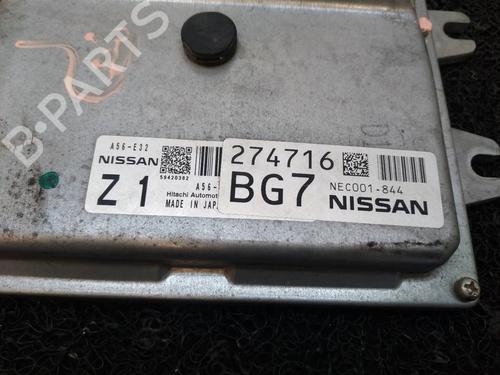 B-PARTS
A56-E32
NISSAN
59420382
Z1
A56-
Hitachi Automot
MADE IN JAP
274716
BG7
NEC001-844
NISSAN